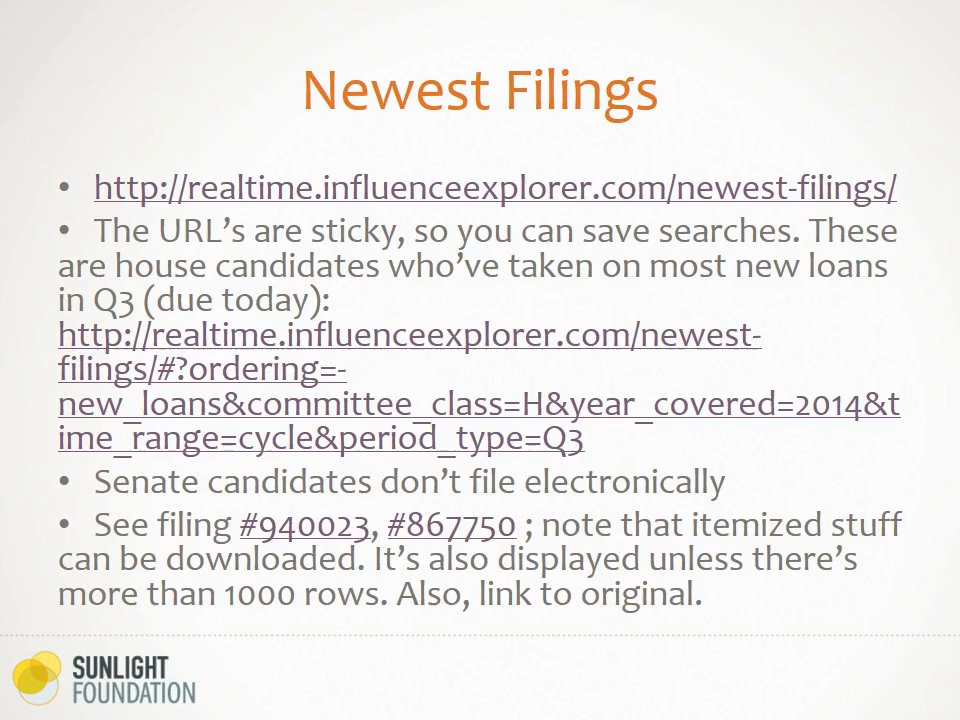 Newest Filings
• http://realtime.influenceexplorer.com/newest-filings/
• The URL’s are sticky, so you can save searches. These
are house candidates who’ve taken on most new loans
in Q3 (due today):
http://realtime.influenceexplorer.com/newest-
filings/#?ordering=-
new_loans&committee_class=H&year_covered=2014&t
ime_range=cycle&period_type=Q3
• Senate candidates don’t file electronically
• See filing #940023, #867750 ; note that itemized stuff
can be downloaded. It’s also displayed unless there’s
more than 1000 rows. Also, link to original.
SUNLIGHT
FOUNDATION